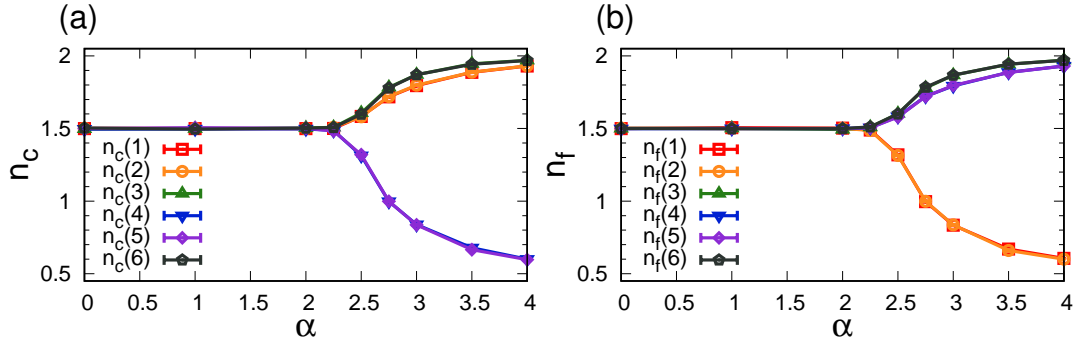 (a)
n_c
2
1.5
1
0.5
n_c(1)
n_c(2)
n_c(3)
n_c(4)
n_c(5)
n_c(6)
0 0.5 1 1.5 2 2.5 3 3.5 4
α
(b)
n_f
2
1.5
1
0.5
n_f(1)
n_f(2)
n_f(3)
n_f(4)
n_f(5)
n_f(6)
0 0.5 1 1.5 2 2.5 3 3.5 4
α